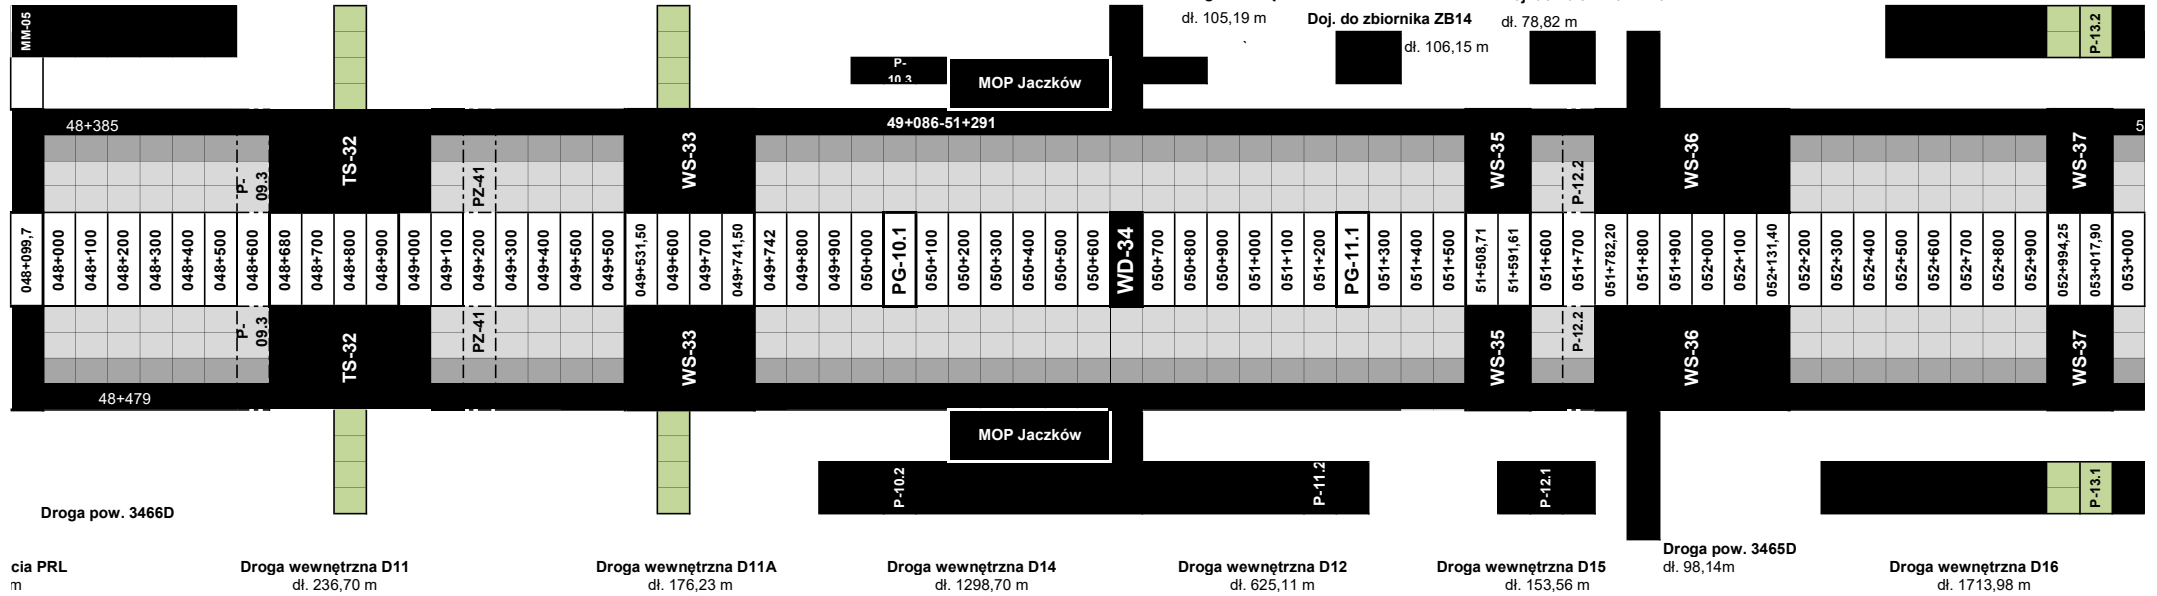 dł. 105,19 m
Doj. do zbiornika ZB14
dł. 78,82 m
dł. 106,15 m
MM-05
P-13.2
P-
10.3
MOP Jaczków
48+385
49+086-51+291
5
P-
09.3
TS-32
PZ-41
WS-33
WS-35
P-12.2
WS-36
WS-37
048+099,7
048+000
048+100
048+200
048+300
048+400
048+500
048+600
048+680
048+700
048+800
048+900
049+000
049+100
049+200
049+300
049+400
049+500
049+500
049+531,50
049+600
049+700
049+741,50
049+742
049+800
049+900
050+000
PG-10.1
050+100
050+200
050+300
050+400
050+500
050+600
WD-34
050+700
050+800
050+900
051+000
051+100
051+200
PG-11.1
051+300
051+400
051+500
51+508,71
51+591,61
051+600
051+700
051+782,20
051+800
051+900
052+000
052+100
052+131,40
052+200
052+300
052+400
052+500
052+600
052+700
052+800
052+900
052+994,25
053+017,90
053+000
P-
09.3
TS-32
PZ-41
WS-33
WS-35
P-12.2
WS-36
WS-37
48+479
MOP Jaczków
P-10.2
P-11.2
P-12.1
P-13.1
Droga pow. 3466D
Droga pow. 3465D
dł. 98,14m
cia PRL
m
Droga wewnętrzna D11
dł. 236,70 m
Droga wewnętrzna D11A
dł. 176,23 m
Droga wewnętrzna D14
dł. 1298,70 m
Droga wewnętrzna D12
dł. 625,11 m
Droga wewnętrzna D15
dł. 153,56 m
Droga wewnętrzna D16
dł. 1713,98 m